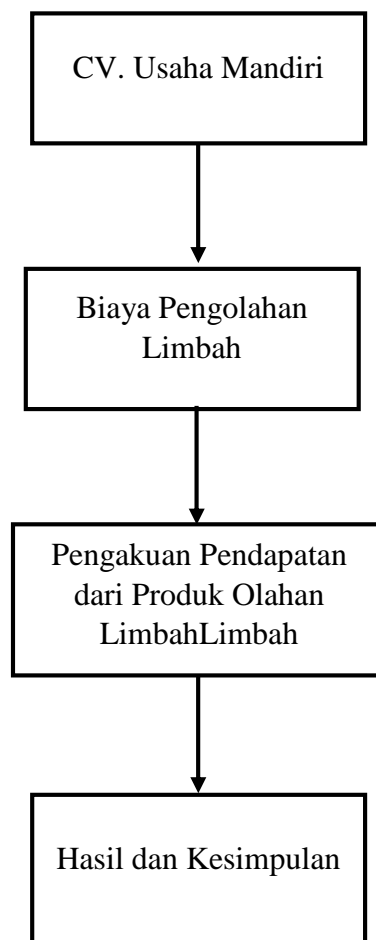 CV. Usaha Mandiri
Biaya Pengolahan
Limbah
Pengakuan Pendapatan
dari Produk Olahan
LimbahLimbah
Hasil dan Kesimpulan